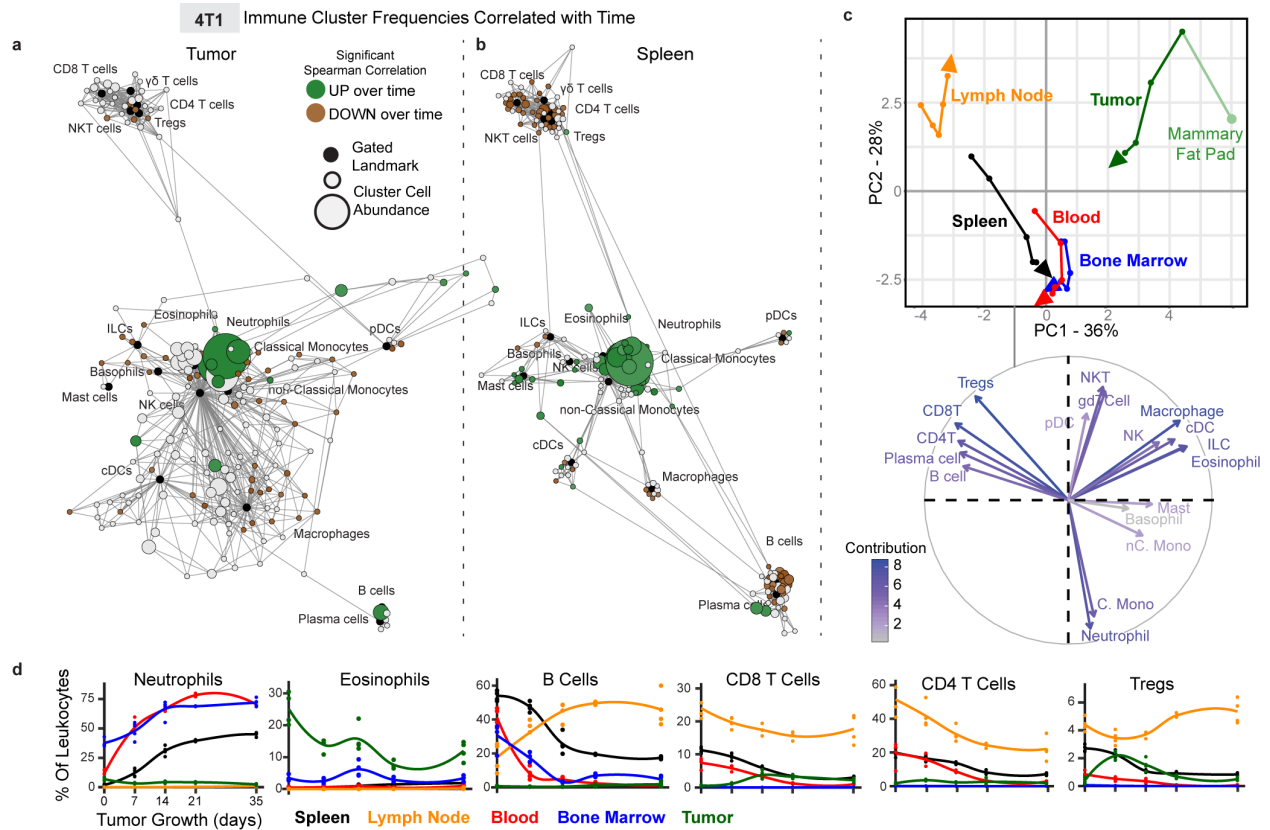 4T1 Immune Cluster Frequencies Correlated with Time
a
Tumor
CD8 T cells
γδ T cells
CD4 T cells
NKT cells
Tregs
Significant
Spearman Correlation
UP over time
DOWN over time
Gated
Landmark
Cluster Cell
Abundance
Eosinophils
Neutrophils
ILCs
pDCs
Classical Monocytes
Basophils
non-Classical Monocytes
Mast cells
NK cells
cDCs
Macrophages
B cells
Plasma cells
b
Spleen
CD8 T cells
γδ T cells
CD4 T cells
NKT cells
Tregs
ILCs
Eosinophils
Neutrophils
pDCs
Basophils
Classical Monocytes
NK cells
Mast cells
non-Classical Monocytes
cDCs
Macrophages
B cells
Plasma cells
c
PC2 - 28%
2.5
0
-2.5
Lymph Node
Tumor
Mammary
Fat Pad
Spleen
Blood
Bone Marrow
-4 -2 0 2 4
PC1 - 36%
Tregs
NKT
CD8T
gdTCell
Macrophage
pDC
cDC
CD4T
NK
ILC
Plasma cell
Eosinophil
B cell
Mast
Basophil
nC. Mono
Contribution
8
6
4
2
C. Mono
Neutrophil
d
% Of Leukocytes
Neutrophils
75
50
25
0
0 7 14 21 35
Tumor Growth (days)
Eosinophils
30
20
10
0
B Cells
60
40
20
0
CD8 T Cells
30
20
10
0
CD4 T Cells
60
40
20
0
Tregs
6
4
2
0
Spleen Lymph Node Blood Bone Marrow Tumor